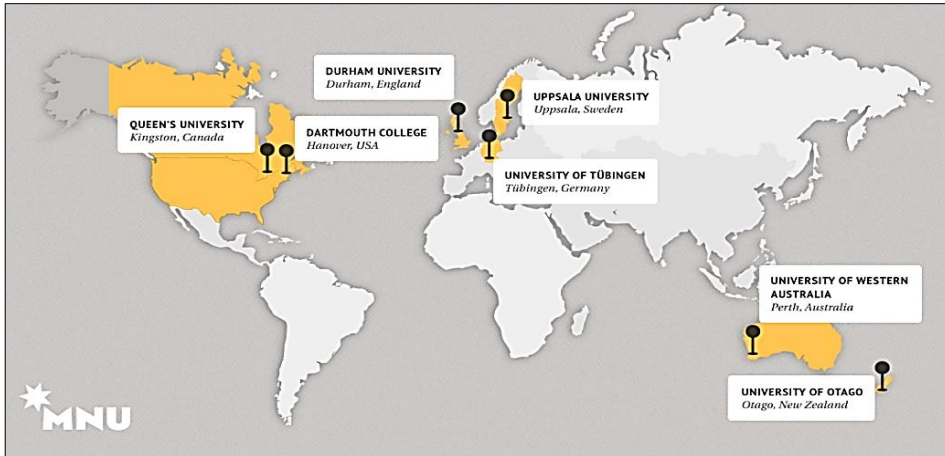 DURHAM UNIVERSITY
Durham, England
UPPSALA UNIVERSITY
Uppsala, Sweden
QUEEN'S UNIVERSITY
Kingston, Canada
DARTMOUTH COLLEGE
Hanover, USA
UNIVERSITY OF TÜBINGEN
Tübingen, Germany
UNIVERSITY OF WESTERN
AUSTRALIA
Perth, Australia
UNIVERSITY OF OTAGO
Otago, New Zealand
MNU